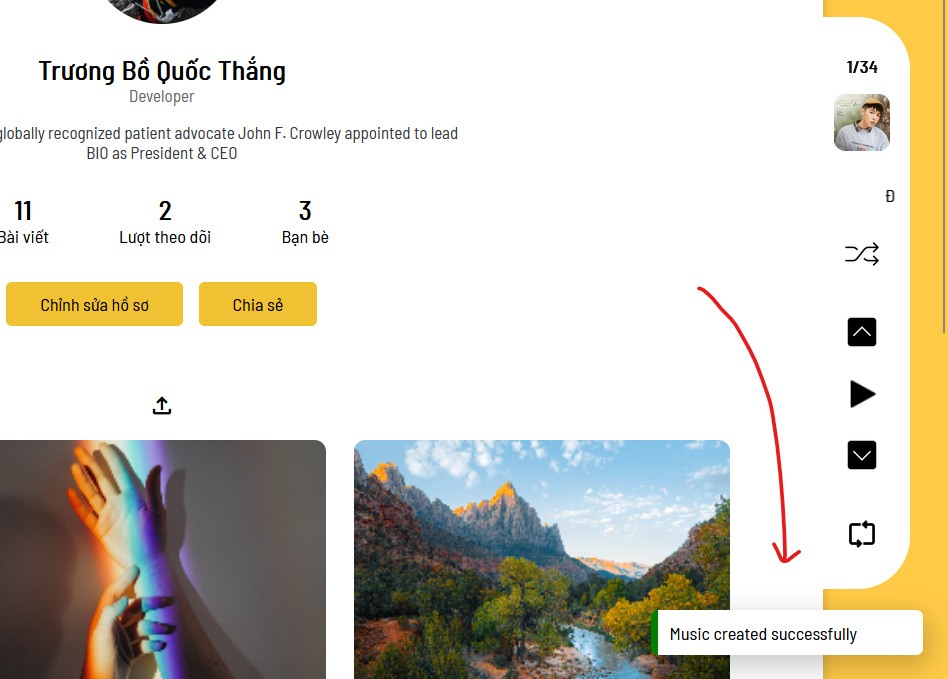 1/34
Trương Bồ Quốc Thắng
Developer
globally recognized patient advocate John F. Crowley appointed to lead
BIO as President & CEO
Đ
11
2
3
Bài viết
Lượt theo dõi
Bạn bè
Chỉnh sửa hồ sơ
Chia sẻ
Music created successfully